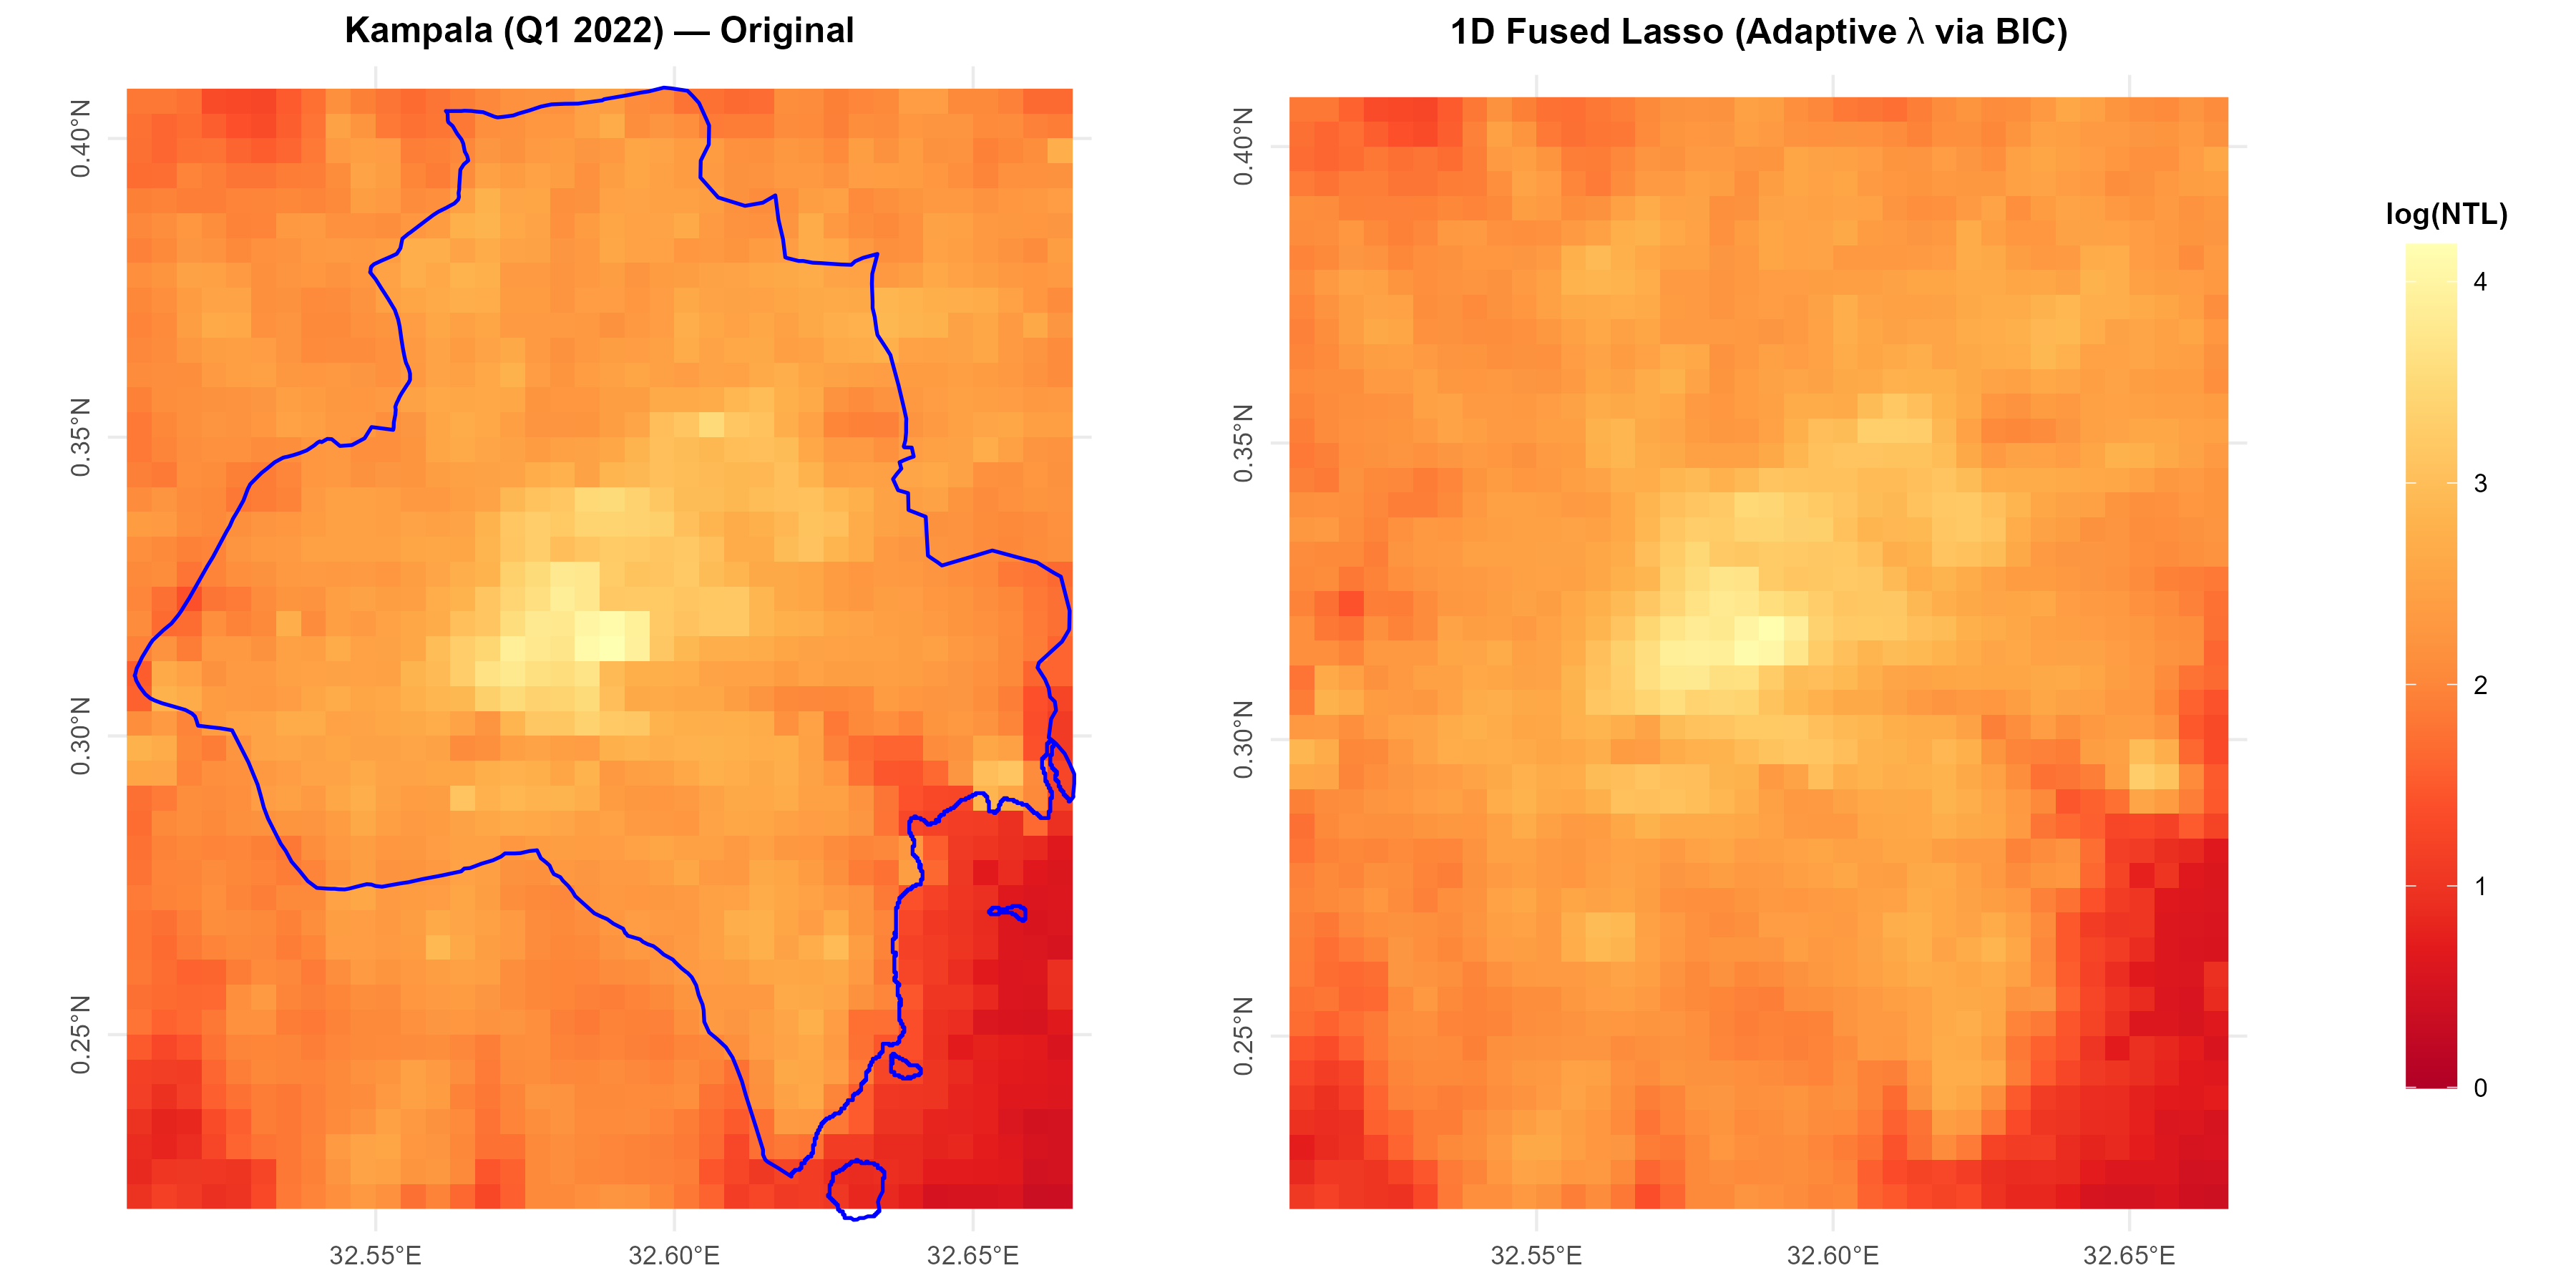 Kampala (Q1 2022) — Original
0.40°N
0.35°N
0.30°N
0.25°N
32.55°E 32.60°E 32.65°E
1D Fused Lasso (Adaptive λ via BIC)
0.40°N
0.35°N
0.30°N
0.25°N
32.55°E 32.60°E 32.65°E
log(NTL)
4
3
2
1
0